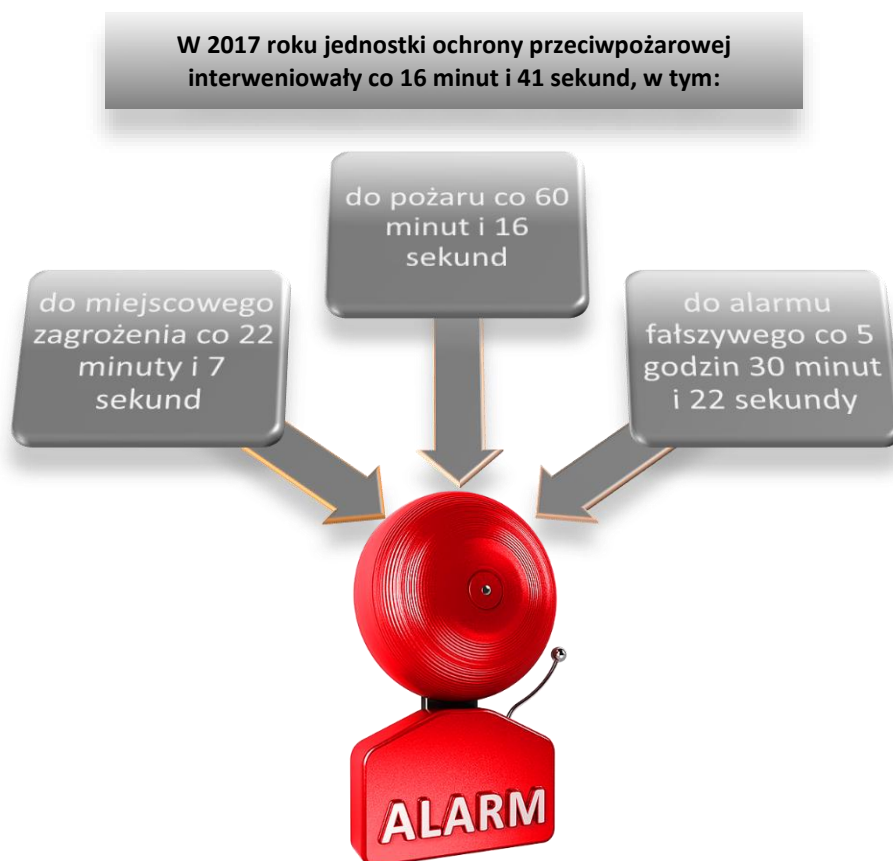 W 2017 roku jednostki ochrony przeciwpożarowej
interweniowały co 16 minut i 41 sekund, w tym:
do pożaru co 60
minut i 16
sekund
do miejscowego
zagrożenia co 22
minuty i 7
sekund
do alarmu
fałszywego co 5
godzin 30 minut
i 22 sekundy
ALARM